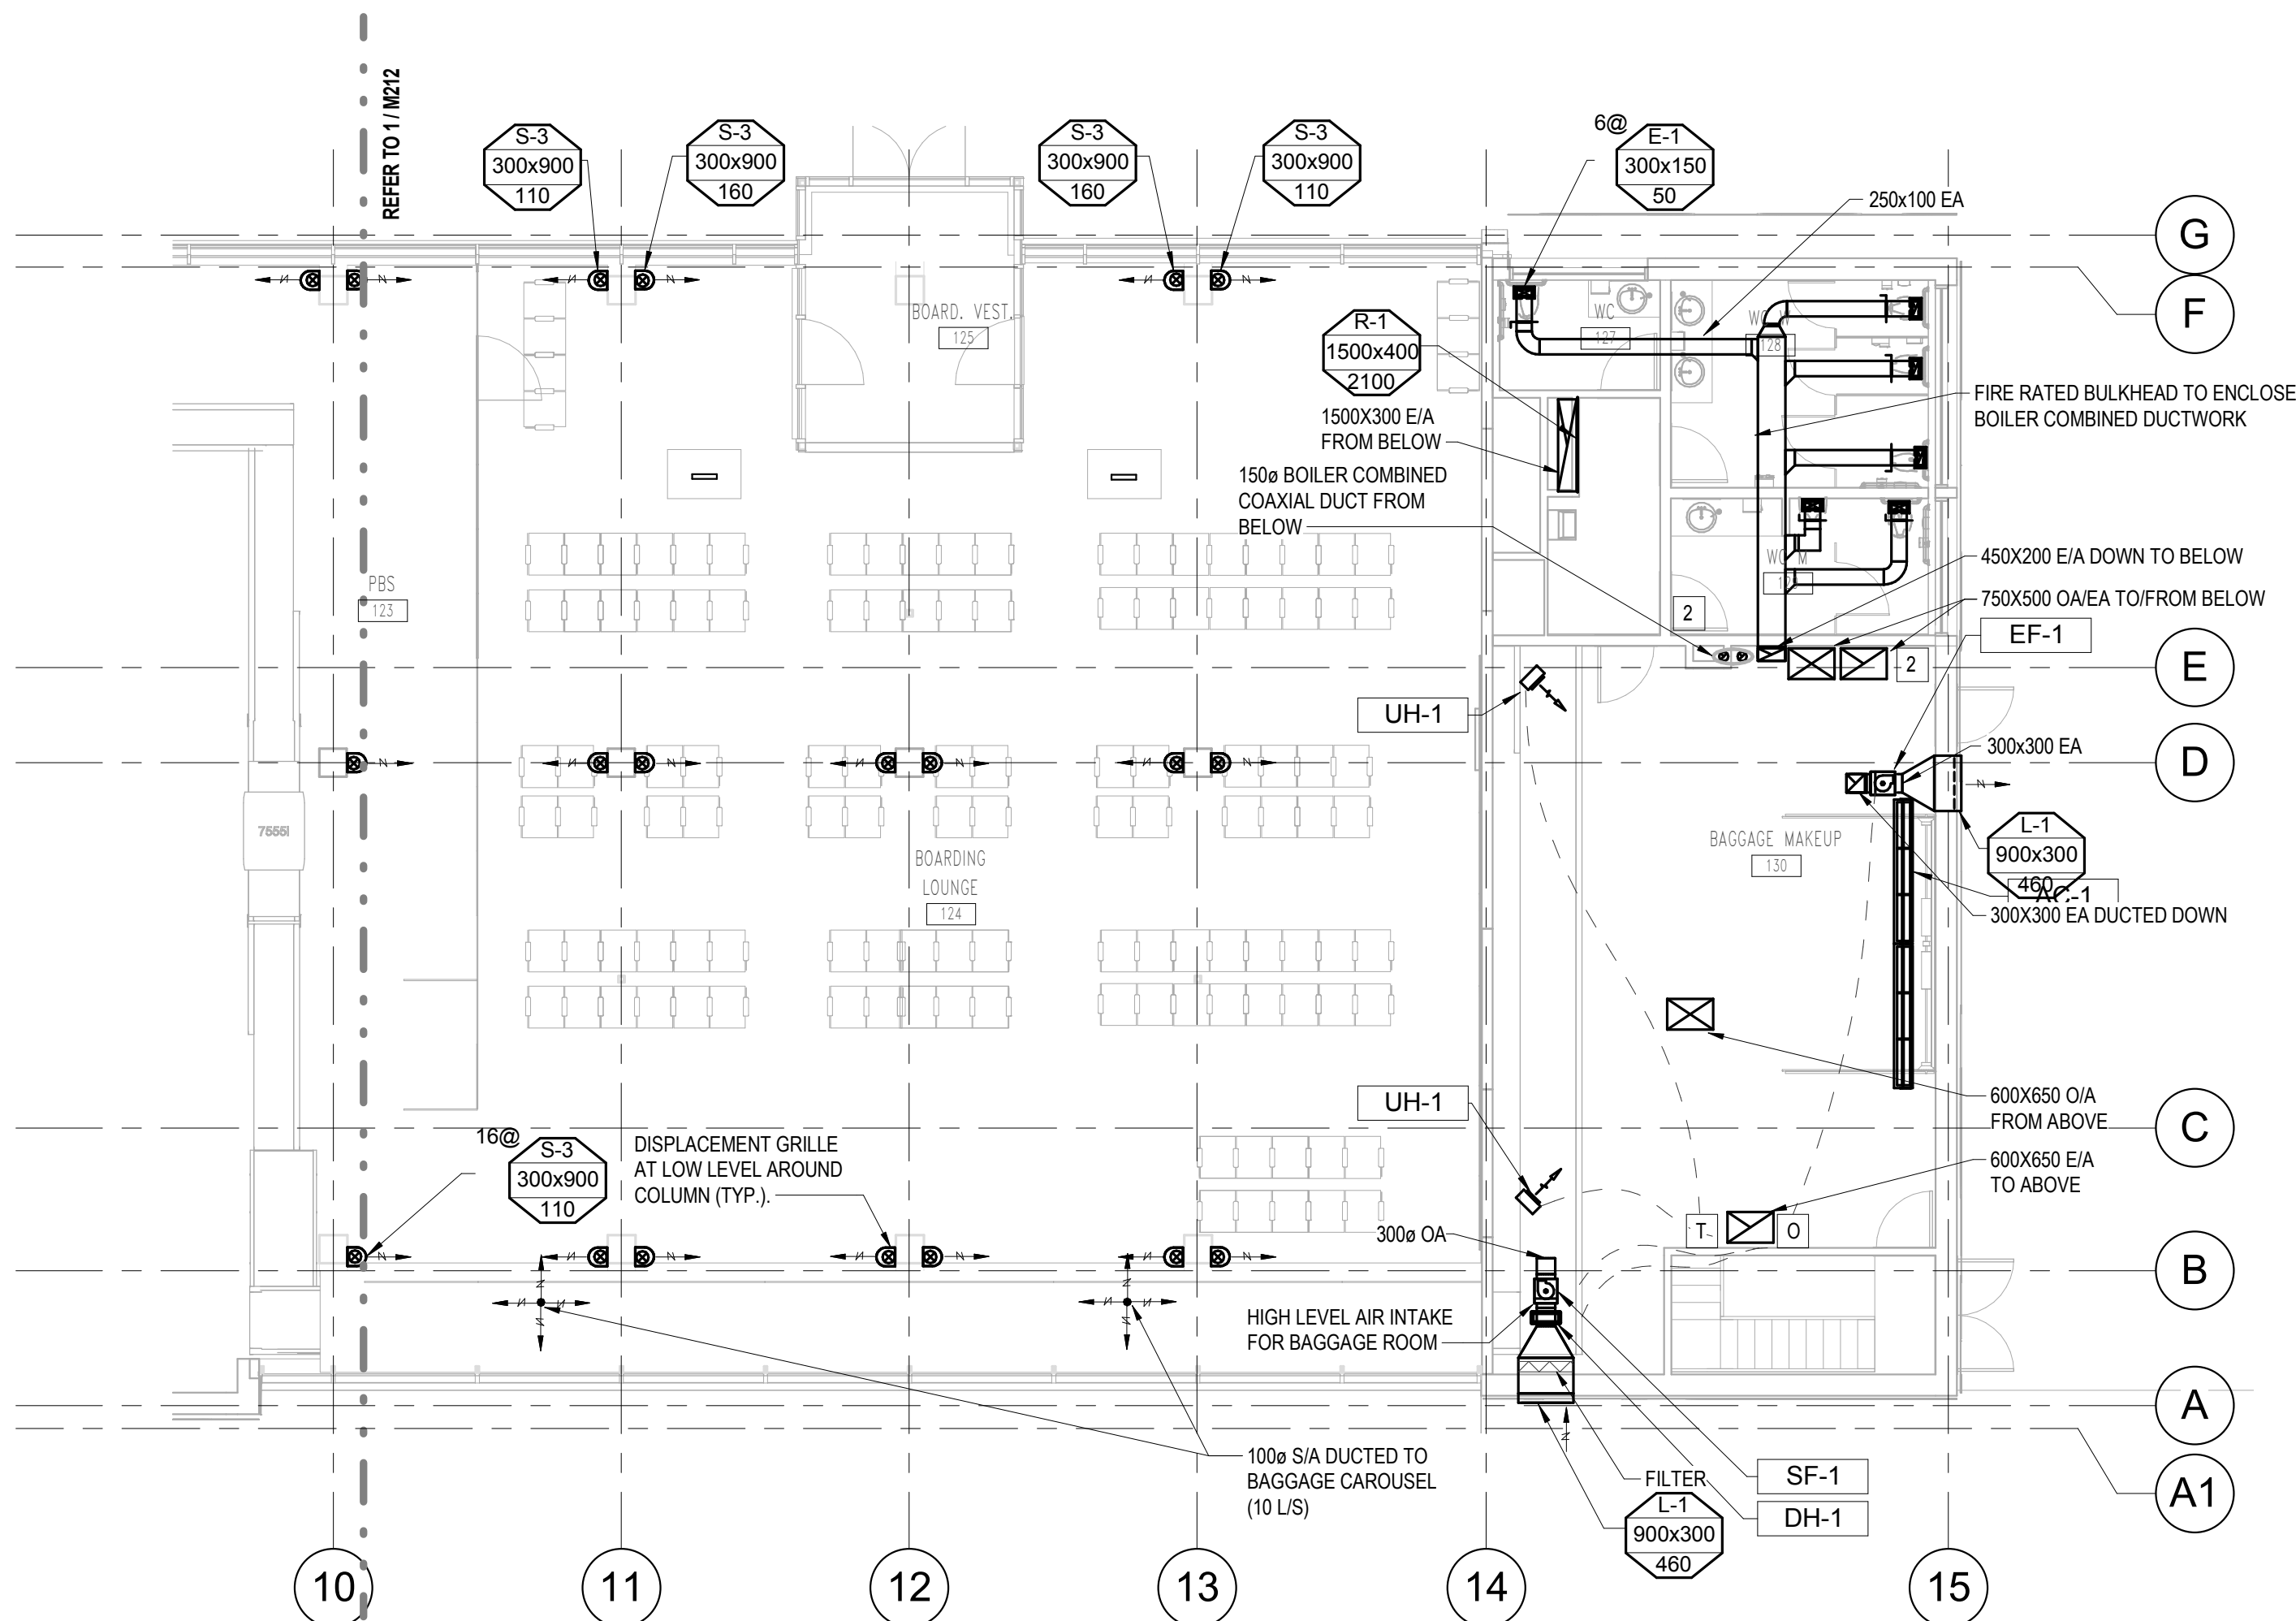 REFER TO 1 / M212
S-3
300x900
110
S-3
300x900
160
S-3
300x900
160
S-3
300x900
110
6@
E-1
300x150
50
250x100 EA
G
F
BOARD. VEST.
125
WC
127
WC W
128
R-1
1500x400
2100
1500X300 E/A
FROM BELOW
FIRE RATED BULKHEAD TO ENCLOSE
BOILER COMBINED DUCTWORK
150ø BOILER COMBINED
COAXIAL DUCT FROM
BELOW
PBS
123
WC M
450X200 E/A DOWN TO BELOW
750X500 OA/EA TO/FROM BELOW
2
EF-1
2
E
UH-1
300x300 EA
D
7555I
BAGGAGE MAKEUP
130
L-1
900x300
460
AC-1
300X300 EA DUCTED DOWN
BOARDING
LOUNGE
124
UH-1
600X650 O/A
FROM ABOVE
C
16@
S-3
300x900
110
DISPLACEMENT GRILLE
AT LOW LEVEL AROUND
COLUMN (TYP.).
600X650 E/A
TO ABOVE
T
O
300ø OA
B
HIGH LEVEL AIR INTAKE
FOR BAGGAGE ROOM
A
100ø S/A DUCTED TO
BAGGAGE CAROUSEL
(10 L/S)
FILTER
SF-1
L-1
900x300
460
DH-1
A1
10
11
12
13
14
15